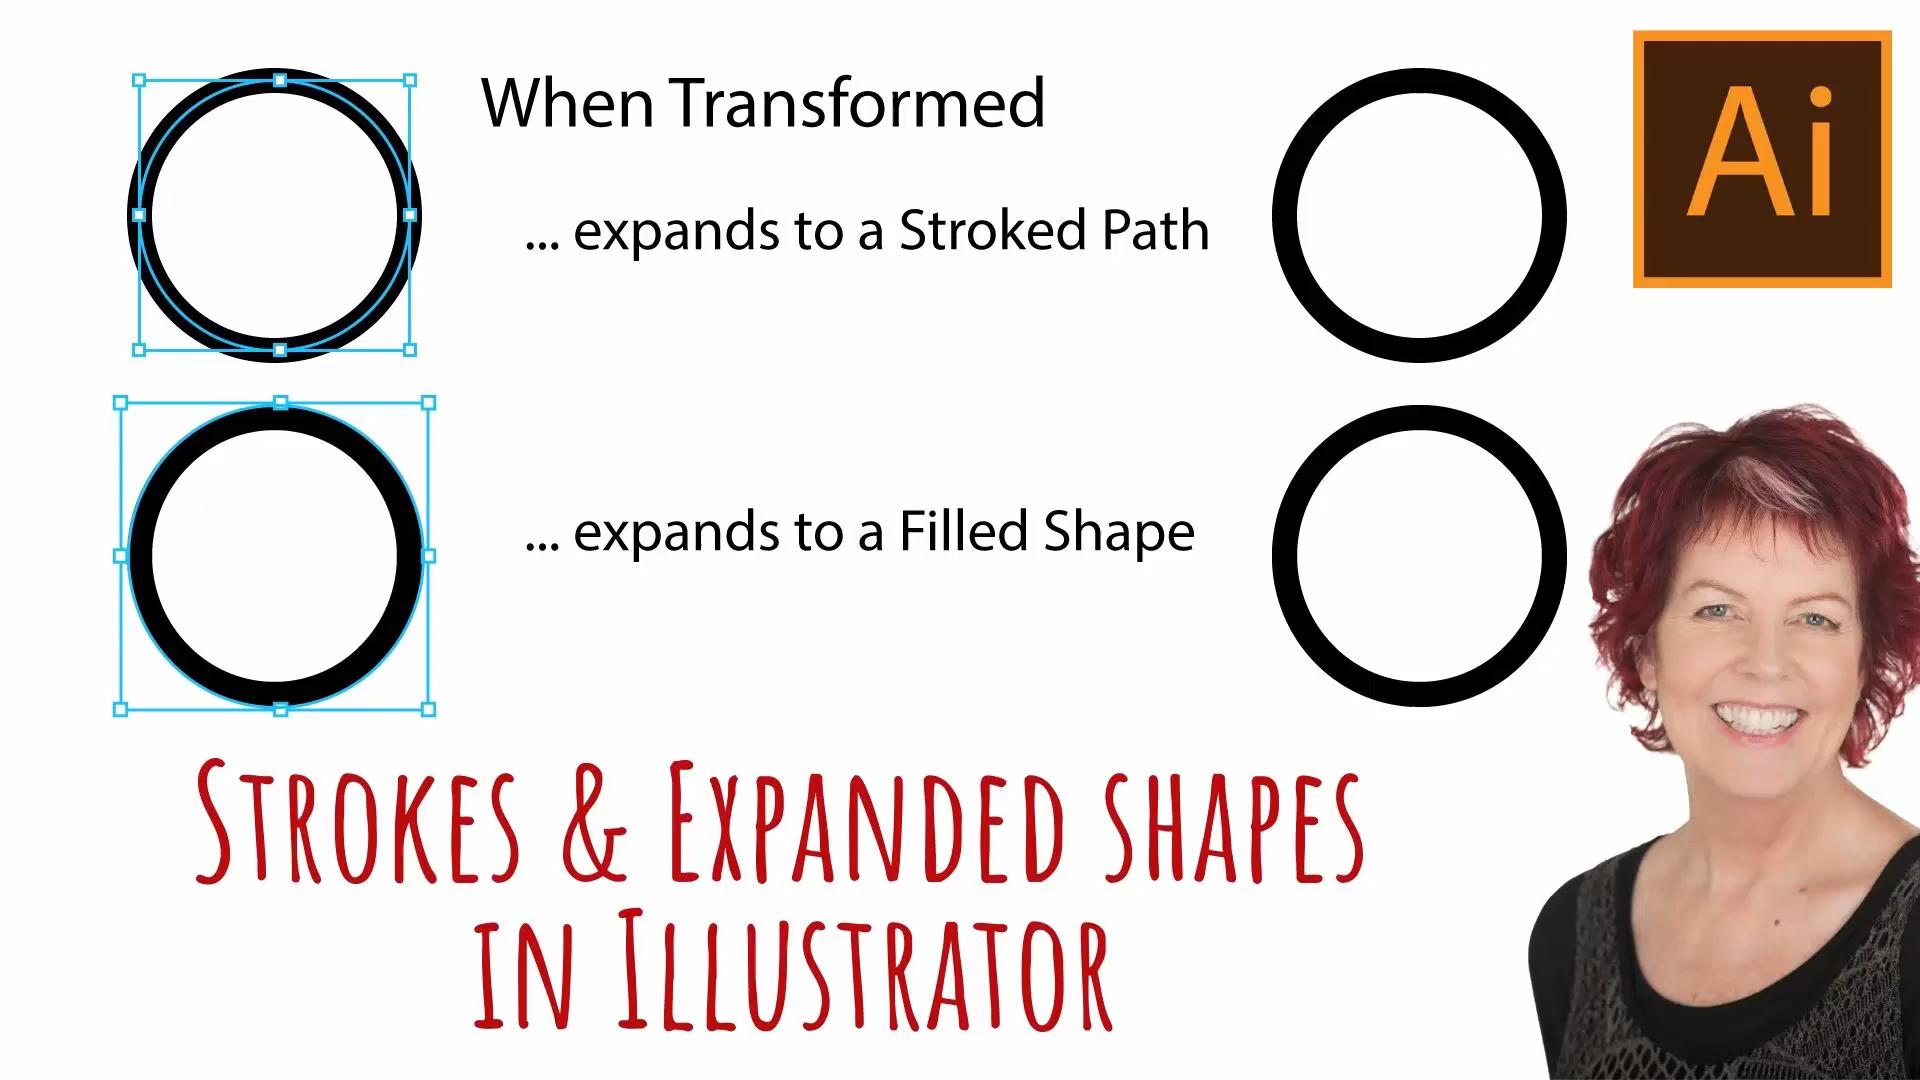 When Transformed
Ai
... expands to a Stroked Path
... expands to a Filled Shape
STROKES & EXPANDED SHAPES
IN ILLUSTRATOR